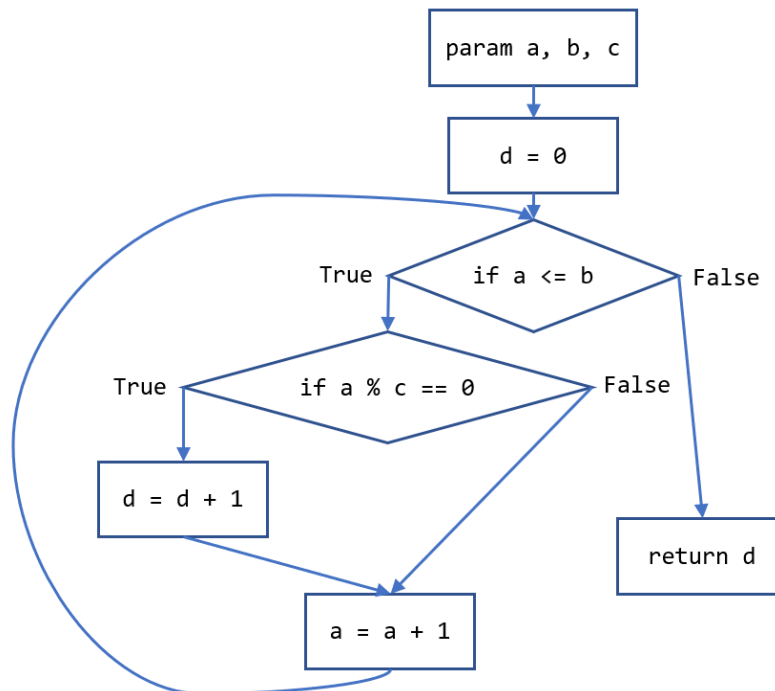 param a, b, c
d = 0
if a <= b
True
False
if a % c == 0
True
False
d = d + 1
return d
a = a + 1